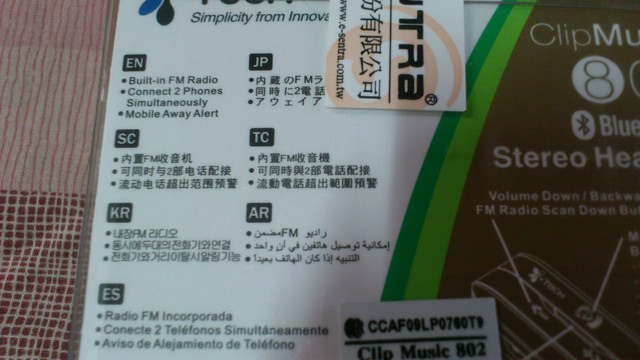 Simplicity from Innova
EN
• Built-in FM Radio
• Connect 2 Phones
Simultaneously
• Mobile Away Alert
JP
• 内蔵のFMラ
• 同時に2電話
• アウェイア
www.e-sentra.com.tw
份有限公司
TRA®
SC
• 内置FM收音机
• 可同时与2部电话配接
• 流动电话超出范围预警
TC
• 內置FM收音機
• 可同時與2部電話配接
• 流動電話超出範圍預警
KR
• 내장FM 라디오
• 동시에두대의전화기와연결
• 전화기와거리이탈시알림기능
AR
• راديو FM مضمن
• إمكانية توصيل هاتفين في أن واحد
• التنبيه إذا كان الهاتف بعيدا!
ES
• Radio FM Incorporada
• Conecte 2 Teléfonos Simultáneamente
• Aviso de Alejamiento de Teléfono
ClipMu
80
Blue
Stereo Hea
Volume Down / Backwa
FM Radio Scan Down But
CCAF09LP0760T9
Clip Music 802